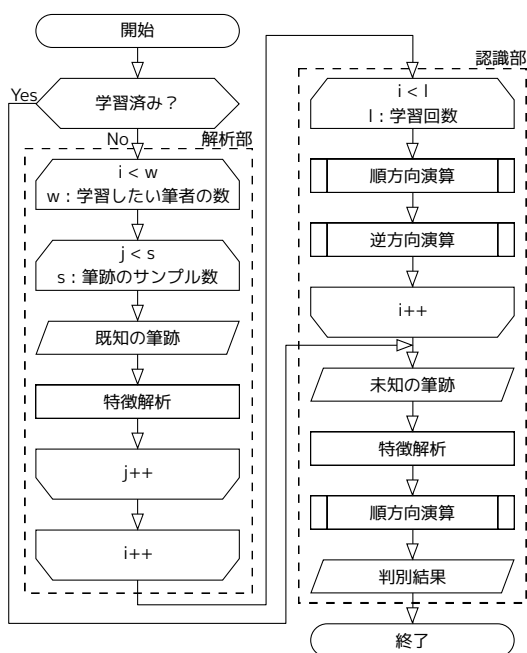 開始
学習済み？
Yes
No
解析部
i < w
w : 学習したい筆者の数
j < s
s : 筆跡のサンプル数
既知の筆跡
特徴解析
j++
i++
認識部
i < l
l : 学習回数
順方向演算
逆方向演算
i++
未知の筆跡
特徴解析
順方向演算
判別結果
終了